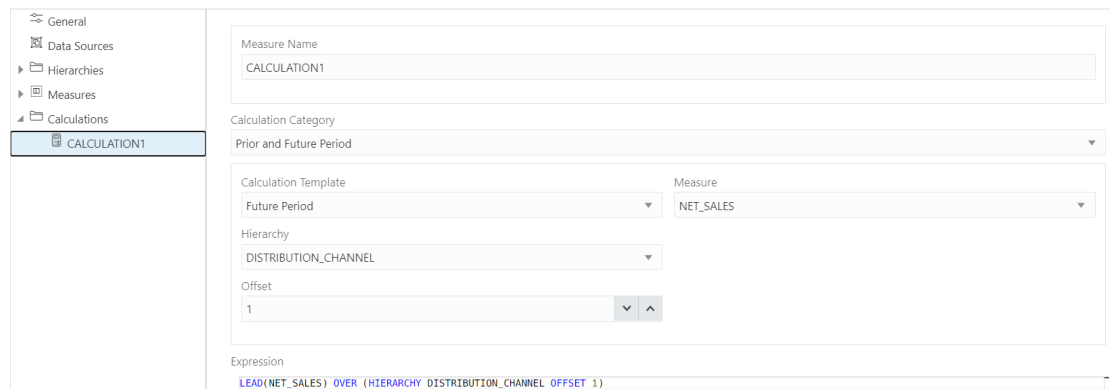 General
Data Sources
Hierarchies
Measures
Calculations
CALCULATION1
Measure Name
CALCULATION1
Calculation Category
Prior and Future Period
Calculation Template
Measure
Future Period
NET_SALES
Hierarchy
DISTRIBUTION_CHANNEL
Offset
1
Expression
LEAD(NET_SALES) OVER (HIERARCHY DISTRIBUTION_CHANNEL OFFSET 1)